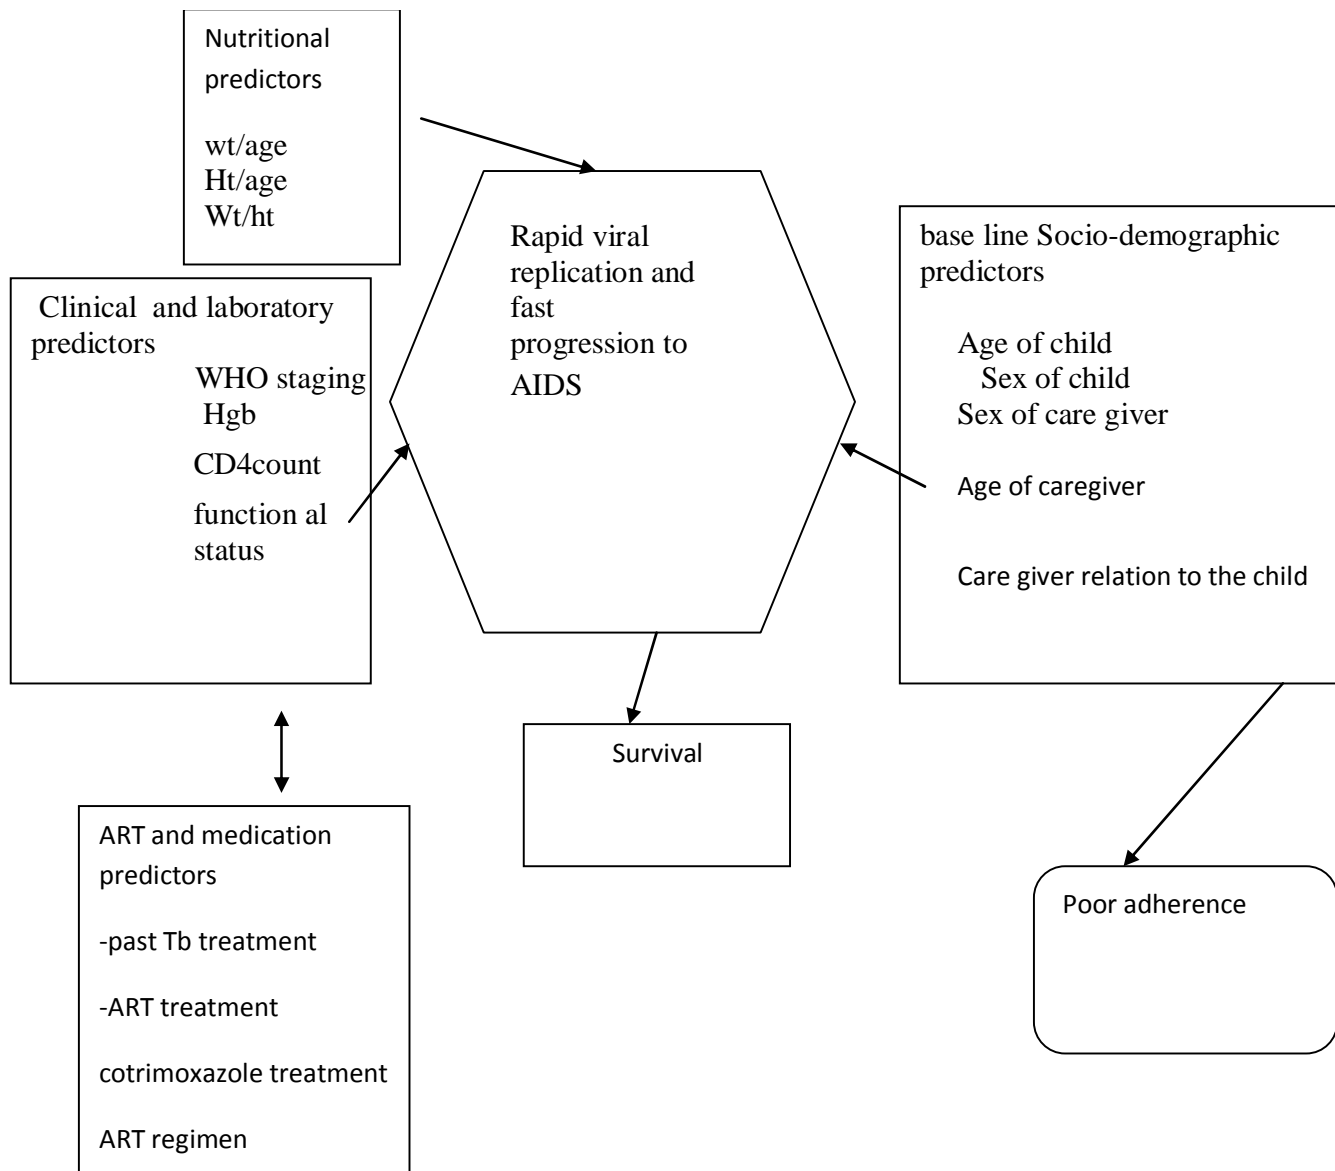 Nutritional
predictors
wt/age
Ht/age
Wt/ht
Clinical and laboratory
predictors
WHO staging
Hgb
CD4count
function al
status
Rapid viral
replication and
fast
progression to
AIDS
base line Socio-demographic
predictors
Age of child
Sex of child
Sex of care giver
Age of caregiver
Care giver relation to the child
Survival
ART and medication
predictors
-past Tb treatment
-ART treatment
cotrimoxazole treatment
ART regimen
Poor adherence